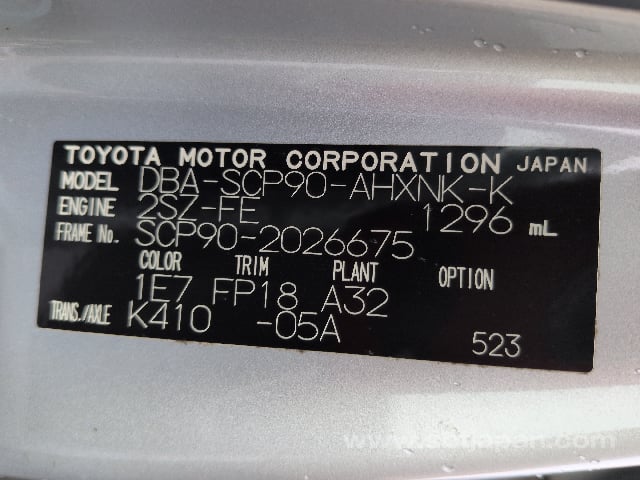 TOYOTA MOTOR CORPORATION JAPAN
MODEL DBA-SCP90-AHXNK-K
ENGINE 2SZ-FE 1296 mL
FRAME No. SCP90-2026675
COLOR TRIM PLANT OPTION
1E7 FP18 A32
TRANS./AXLE K410 -05A
523